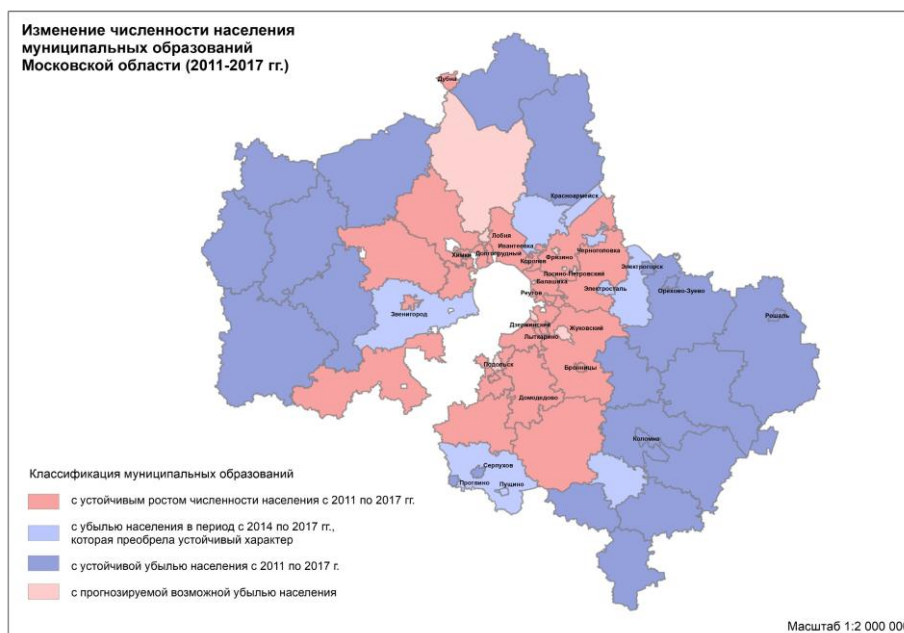 Изменение численности населения
муниципальных образований
Московской области (2011-2017 гг.)
Дубна
Красноармейск
Лобня
Ивантеевка
Черноголовка
Химки
Долгопрудный
Фрязино
Королев
Электрогорск
Лосино-Петровский
Балашиха
Электросталь
Орехово-Зуево
Реутов
Звенигород
Рошаль
Дзержинский
Жуковский
Лыткарино
Подольск
Бронницы
Домодедово
Коломна
Серпухов
Протвино
Пущино
Классификация муниципальных образований
с устойчивым ростом численности населения с 2011 по 2017 гг.
с убылью населения в период с 2014 по 2017 гг.,
которая преобрела устойчивый характер
с устойчивой убылью населения с 2011 по 2017 г.
с прогнозируемой возможной убылью населения
Масштаб 1:2 000 000